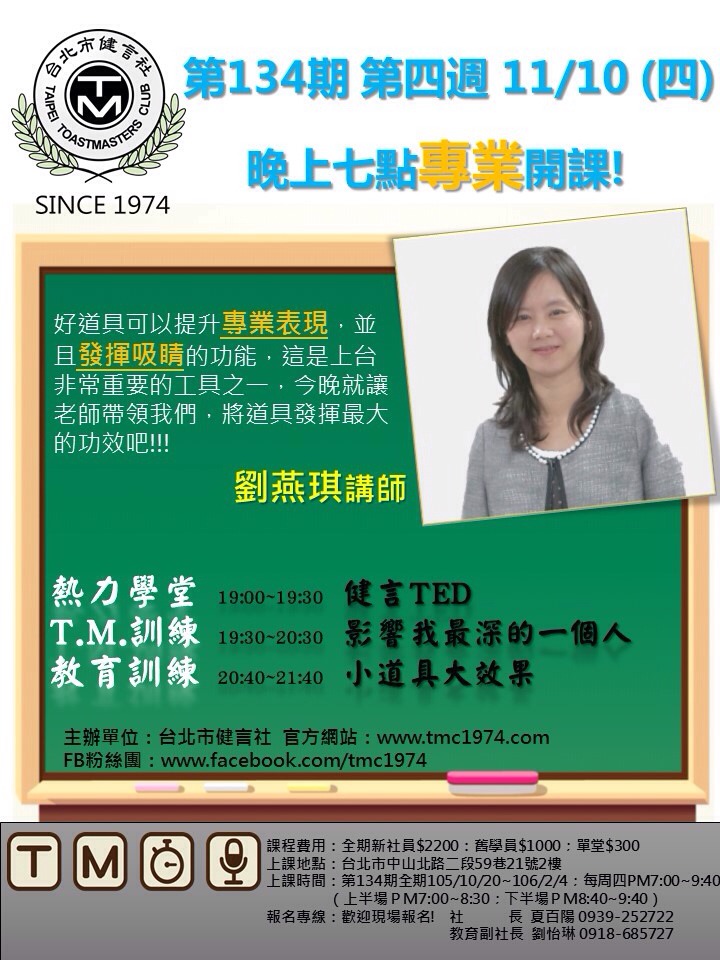 台北市健言社
TAIPEI TOASTMASTERS CLUB
TM
SINCE 1974
第134期 第四週 11/10 (四)
晚上七點專業開課!
好道具可以提升專業表現，並
且發揮吸睛的功能，這是上台
非常重要的工具之一，今晚就讓
老師帶領我們，將道具發揮最大
的功效吧!!!
劉燕琪講師
熱力學堂 19:00~19:30 健言TED
T.M.訓練 19:30~20:30 影響我最深的一個人
教育訓練 20:40~21:40 小道具大效果
主辦單位：台北市健言社 官方網站：www.tmc1974.com
FB粉絲團：www.facebook.com/tmc1974
T M
課程費用：全期新社員$2200：舊學員$1000：單堂$300
上課地點：台北市中山北路二段59巷21號2樓
上課時間：第134期全期105/10/20~106/2/4：每周四PM7:00~9:40
（上半場ＰM7:00~8:30：下半場ＰM8:40~9:40）
報名專線：歡迎現場報名! 社 長 夏百陽 0939-252722
教育副社長 劉怡琳 0918-685727